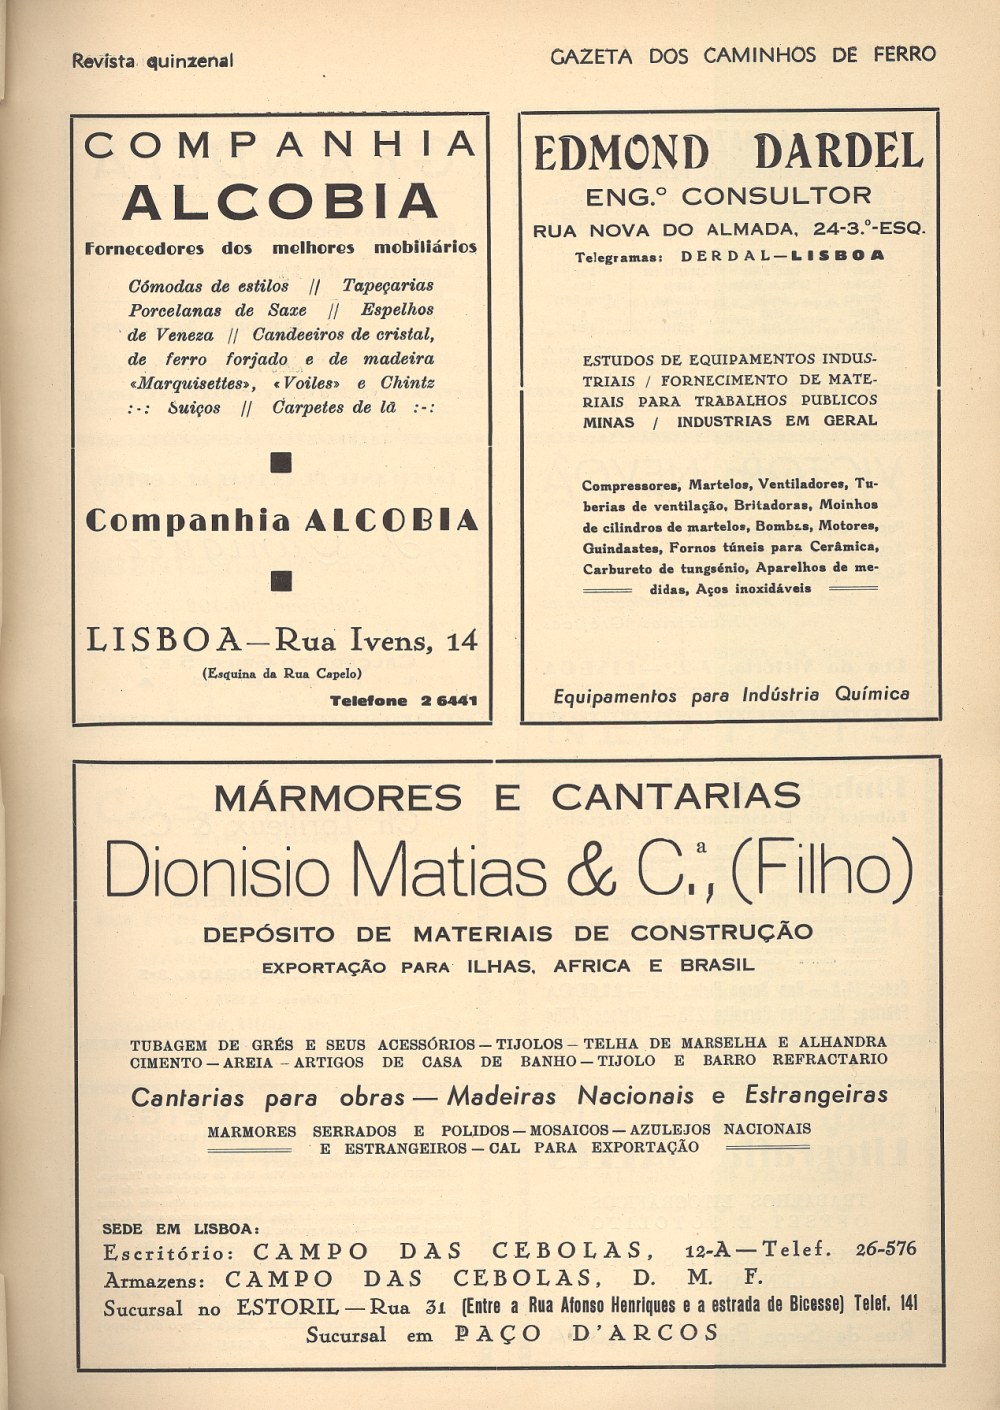 Revista quinzenal
GAZETA DOS CAMINHOS DE FERRO
COMPANHIA
ALCOBIA
Fornecedores dos melhores mobiliários
Cómodas de estilos // Tapeçarias
Porcelanas de Saxe // Espelhos
de Veneza // Candeeiros de cristal,
de ferro forjado e de madeira
«Marquisettes», «Voiles» e Chintz
:-: Suiços // Carpetes de lã :-:
Companhia ALCOBIA
LISBOA—Rua Ivens, 14
(Esquina da Rua Capelo)
Telefone 2 6441
EDMOND DARDEL
ENG.º CONSULTOR
RUA NOVA DO ALMADA, 24-3.º-ESQ.
Telegramas: DERDAL—LISBOA
ESTUDOS DE EQUIPAMENTOS INDUS-
TRIAIS / FORNECIMENTO DE MATE-
RIAIS PARA TRABALHOS PUBLICOS
MINAS / INDUSTRIAS EM GERAL
Compressores, Martelos, Ventiladores, Tu-
berias de ventilação, Britadoras, Moinhos
de cilindros de martelos, Bombas, Motores,
Guindastes, Fornos túneis para Cerâmica,
Carbureto de tungsénio, Aparelhos de me-
didas, Aços inoxidáveis
Equipamentos para Indústria Química
MÁRMORES E CANTARIAS
Dionisio Matias & C.ª, (Filho)
DEPÓSITO DE MATERIAIS DE CONSTRUÇÃO
EXPORTAÇÃO PARA ILHAS, AFRICA E BRASIL
TUBAGEM DE GRÉS E SEUS ACESSÓRIOS—TIJOLOS—TELHA DE MARSELHA E ALHANDRA
CIMENTO—AREIA—ARTIGOS DE CASA DE BANHO—TIJOLO E BARRO REFRACTARIO
Cantarias para obras — Madeiras Nacionais e Estrangeiras
MARMORES SERRADOS E POLIDOS—MOSAICOS—AZULEJOS NACIONAIS
E ESTRANGEIROS—CAL PARA EXPORTAÇÃO
SEDE EM LISBOA:
Escritório: CAMPO DAS CEBOLAS, 12-A—Telef. 26-576
Armazens: CAMPO DAS CEBOLAS, D. M. F.
Sucursal no ESTORIL—Rua 31 (Entre a Rua Afonso Henriques e a estrada de Bicesse) Telef. 141
Sucursal em PAÇO D'ARCOS